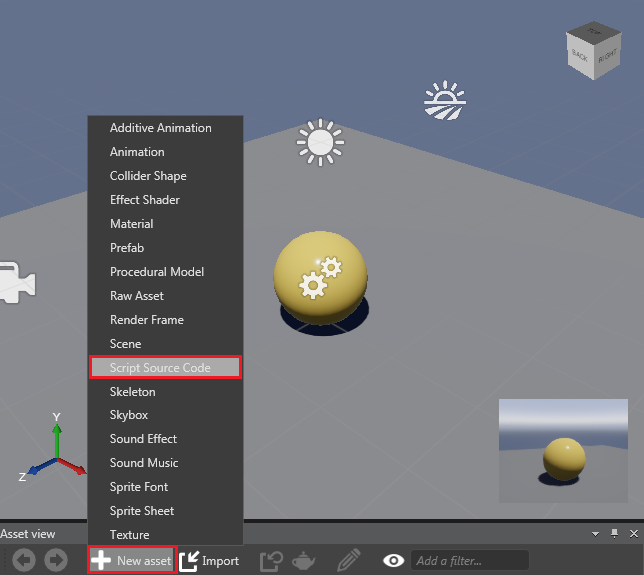 TOP
BACK
RIGHT
Additive Animation
Animation
Collider Shape
Effect Shader
Material
Prefab
Procedural Model
Raw Asset
Render Frame
Scene
Script Source Code
Skeleton
Skybox
Sound Effect
Sound Music
Sprite Font
Sprite Sheet
Texture
Y
Z
Asset view
New asset
Import
Add a filter...